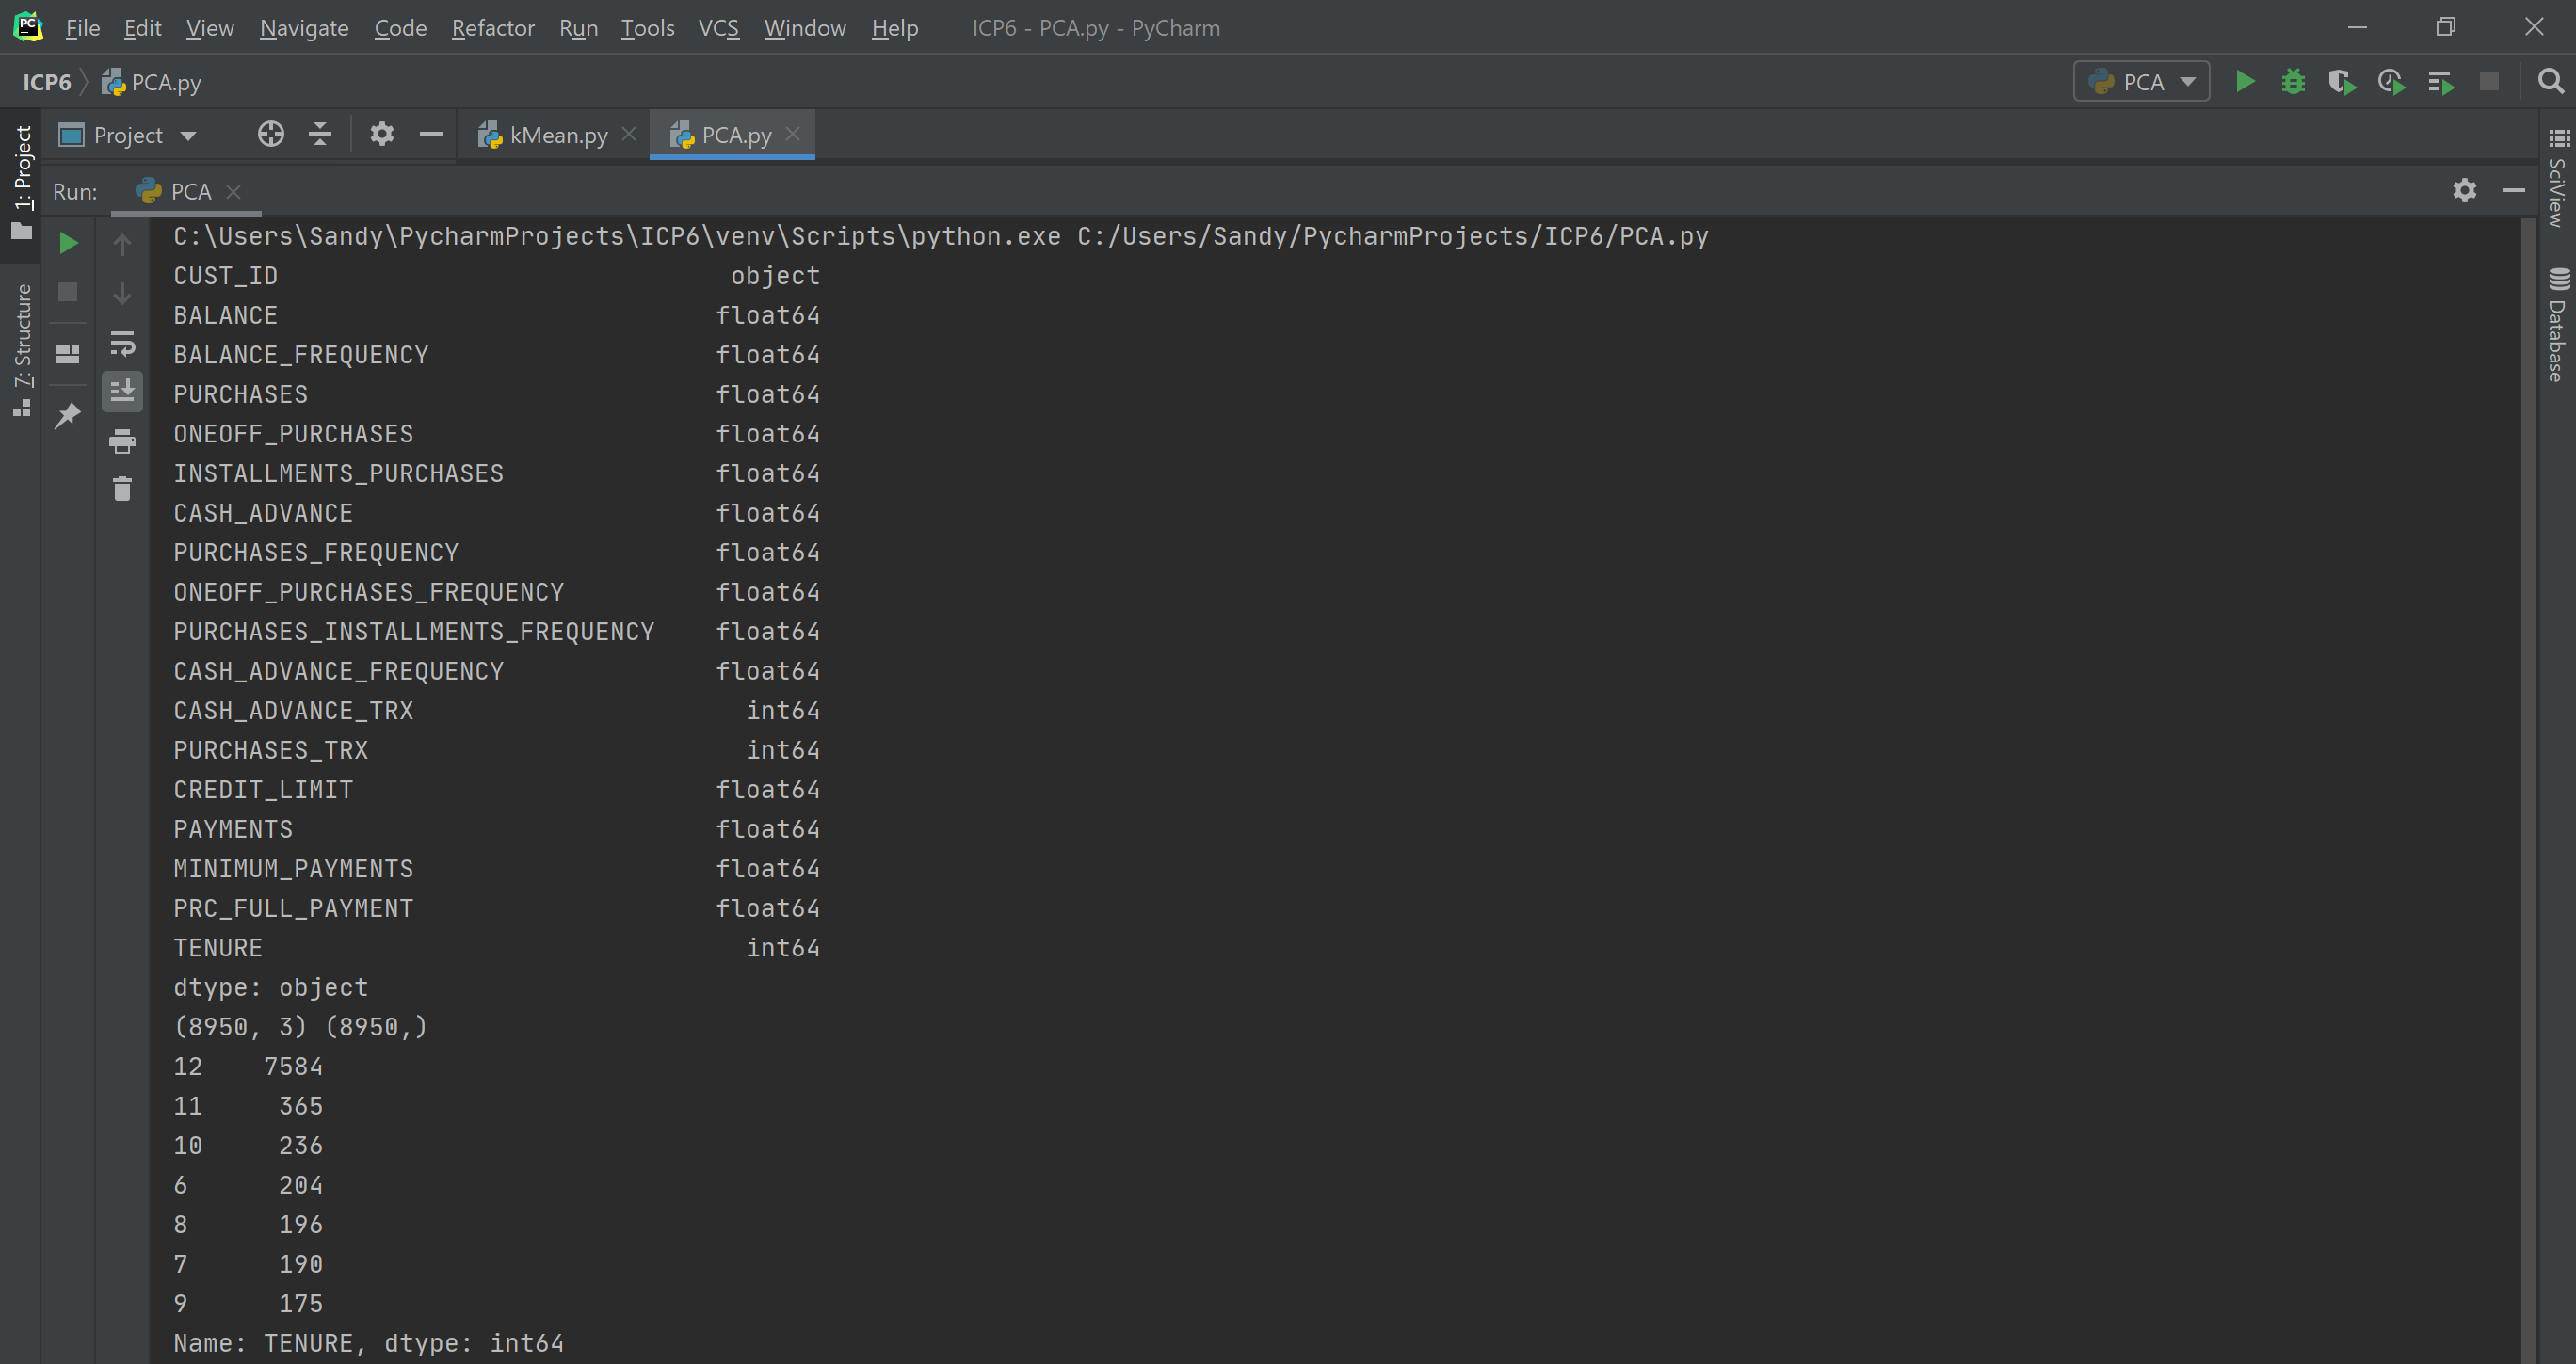 PC File Edit View Navigate Code Refactor Run Tools VCS Window Help ICP6 - PCA.py - PyCharm
ICP6 PCA.py PCA
1: Project
Project kMean.py PCA.py
Run: PCA
C:\Users\Sandy\PycharmProjects\ICP6\venv\Scripts\python.exe C:/Users/Sandy/PycharmProjects/ICP6/PCA.py
CUST_ID object
BALANCE float64
BALANCE_FREQUENCY float64
PURCHASES float64
ONEOFF_PURCHASES float64
INSTALLMENTS_PURCHASES float64
CASH_ADVANCE float64
PURCHASES_FREQUENCY float64
ONEOFF_PURCHASES_FREQUENCY float64
PURCHASES_INSTALLMENTS_FREQUENCY float64
CASH_ADVANCE_FREQUENCY float64
CASH_ADVANCE_TRX int64
PURCHASES_TRX int64
CREDIT_LIMIT float64
PAYMENTS float64
MINIMUM_PAYMENTS float64
PRC_FULL_PAYMENT float64
TENURE int64
dtype: object
(8950, 3) (8950,)
12 7584
11 365
10 236
6 204
8 196
7 190
9 175
Name: TENURE, dtype: int64
7: Structure
SciView
Database